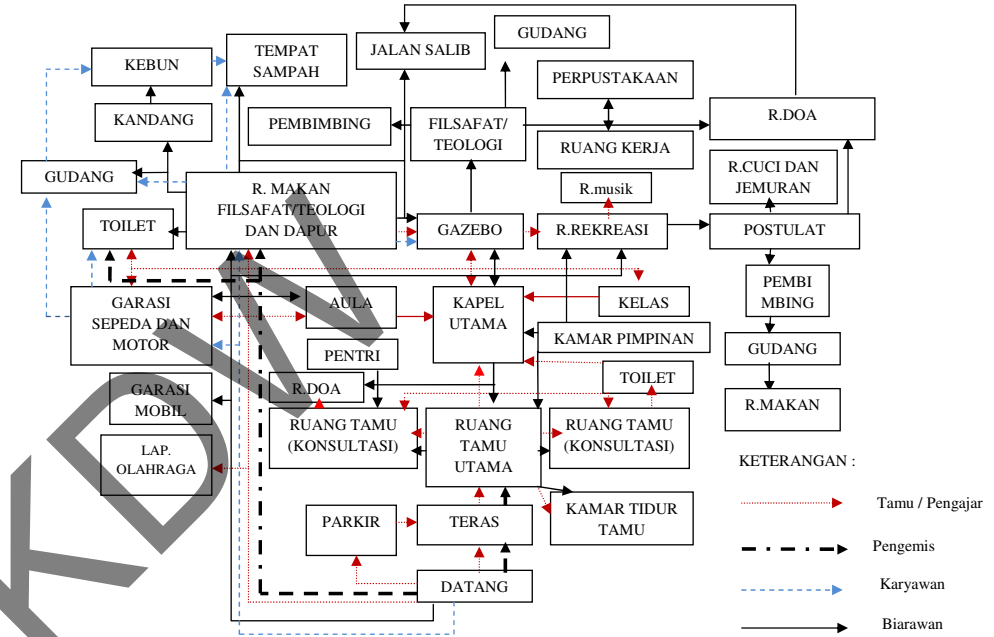 GUDANG
TEMPAT
SAMPAH
JALAN SALIB
KEBUN
PERPUSTAKAAN
KANDANG
PEMBIMBING
FILSAFAT/
TEOLOGI
R.DOA
RUANG KERJA
GUDANG
R. MAKAN
FILSAFAT/TEOLOGI
DAN DAPUR
R.musik
R.CUCI DAN
JEMURAN
TOILET
GAZEBO
R.REKREASI
POSTULAT
GARASI
SEPEDA DAN
MOTOR
AULA
KAPEL
UTAMA
KELAS
PEMBI
MBING
PENTRI
KAMAR PIMPINAN
GUDANG
R.DOA
TOILET
GARASI
MOBIL
R.MAKAN
RUANG TAMU
(KONSULTASI)
RUANG
TAMU
UTAMA
RUANG TAMU
(KONSULTASI)
LAP.
OLAHRAGA
KETERANGAN :
KAMAR TIDUR
TAMU
PARKIR
TERAS
Tamu / Pengajar
Pengemis
DATANG
Karyawan
Biarawan
KDW